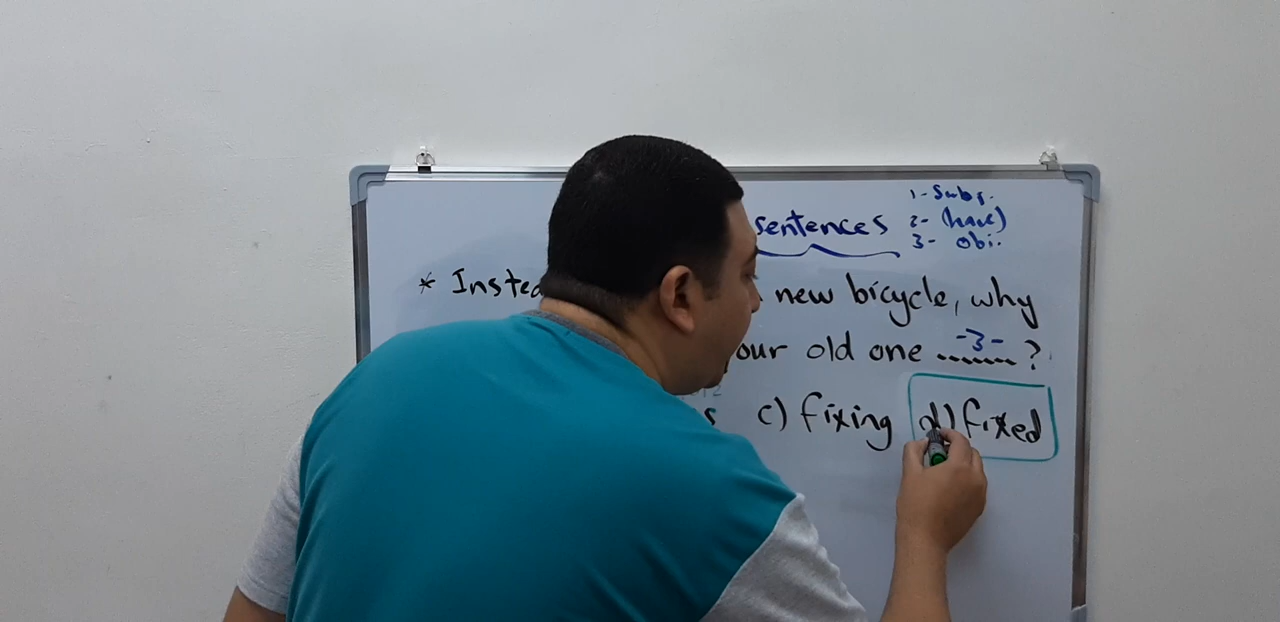 sentences
1- Subj.
2- (have)
3- obj.
* Instea
new bicycle, why
our old one ........ ?
-3-
s c) fixing d) fixed